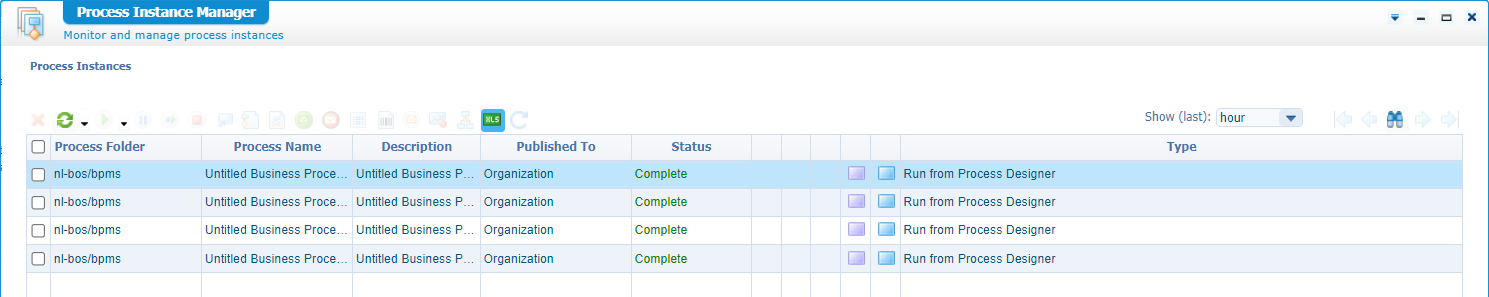 Process Instance Manager
Monitor and manage process instances
Process Instances
XLS Show (last): hour
Process Folder Process Name Description Published To Status Type
nl-bos/bpms Untitled Business Proce... Untitled Business P... Organization Complete Run from Process Designer
nl-bos/bpms Untitled Business Proce... Untitled Business P... Organization Complete Run from Process Designer
nl-bos/bpms Untitled Business Proce... Untitled Business P... Organization Complete Run from Process Designer
nl-bos/bpms Untitled Business Proce... Untitled Business P... Organization Complete Run from Process Designer